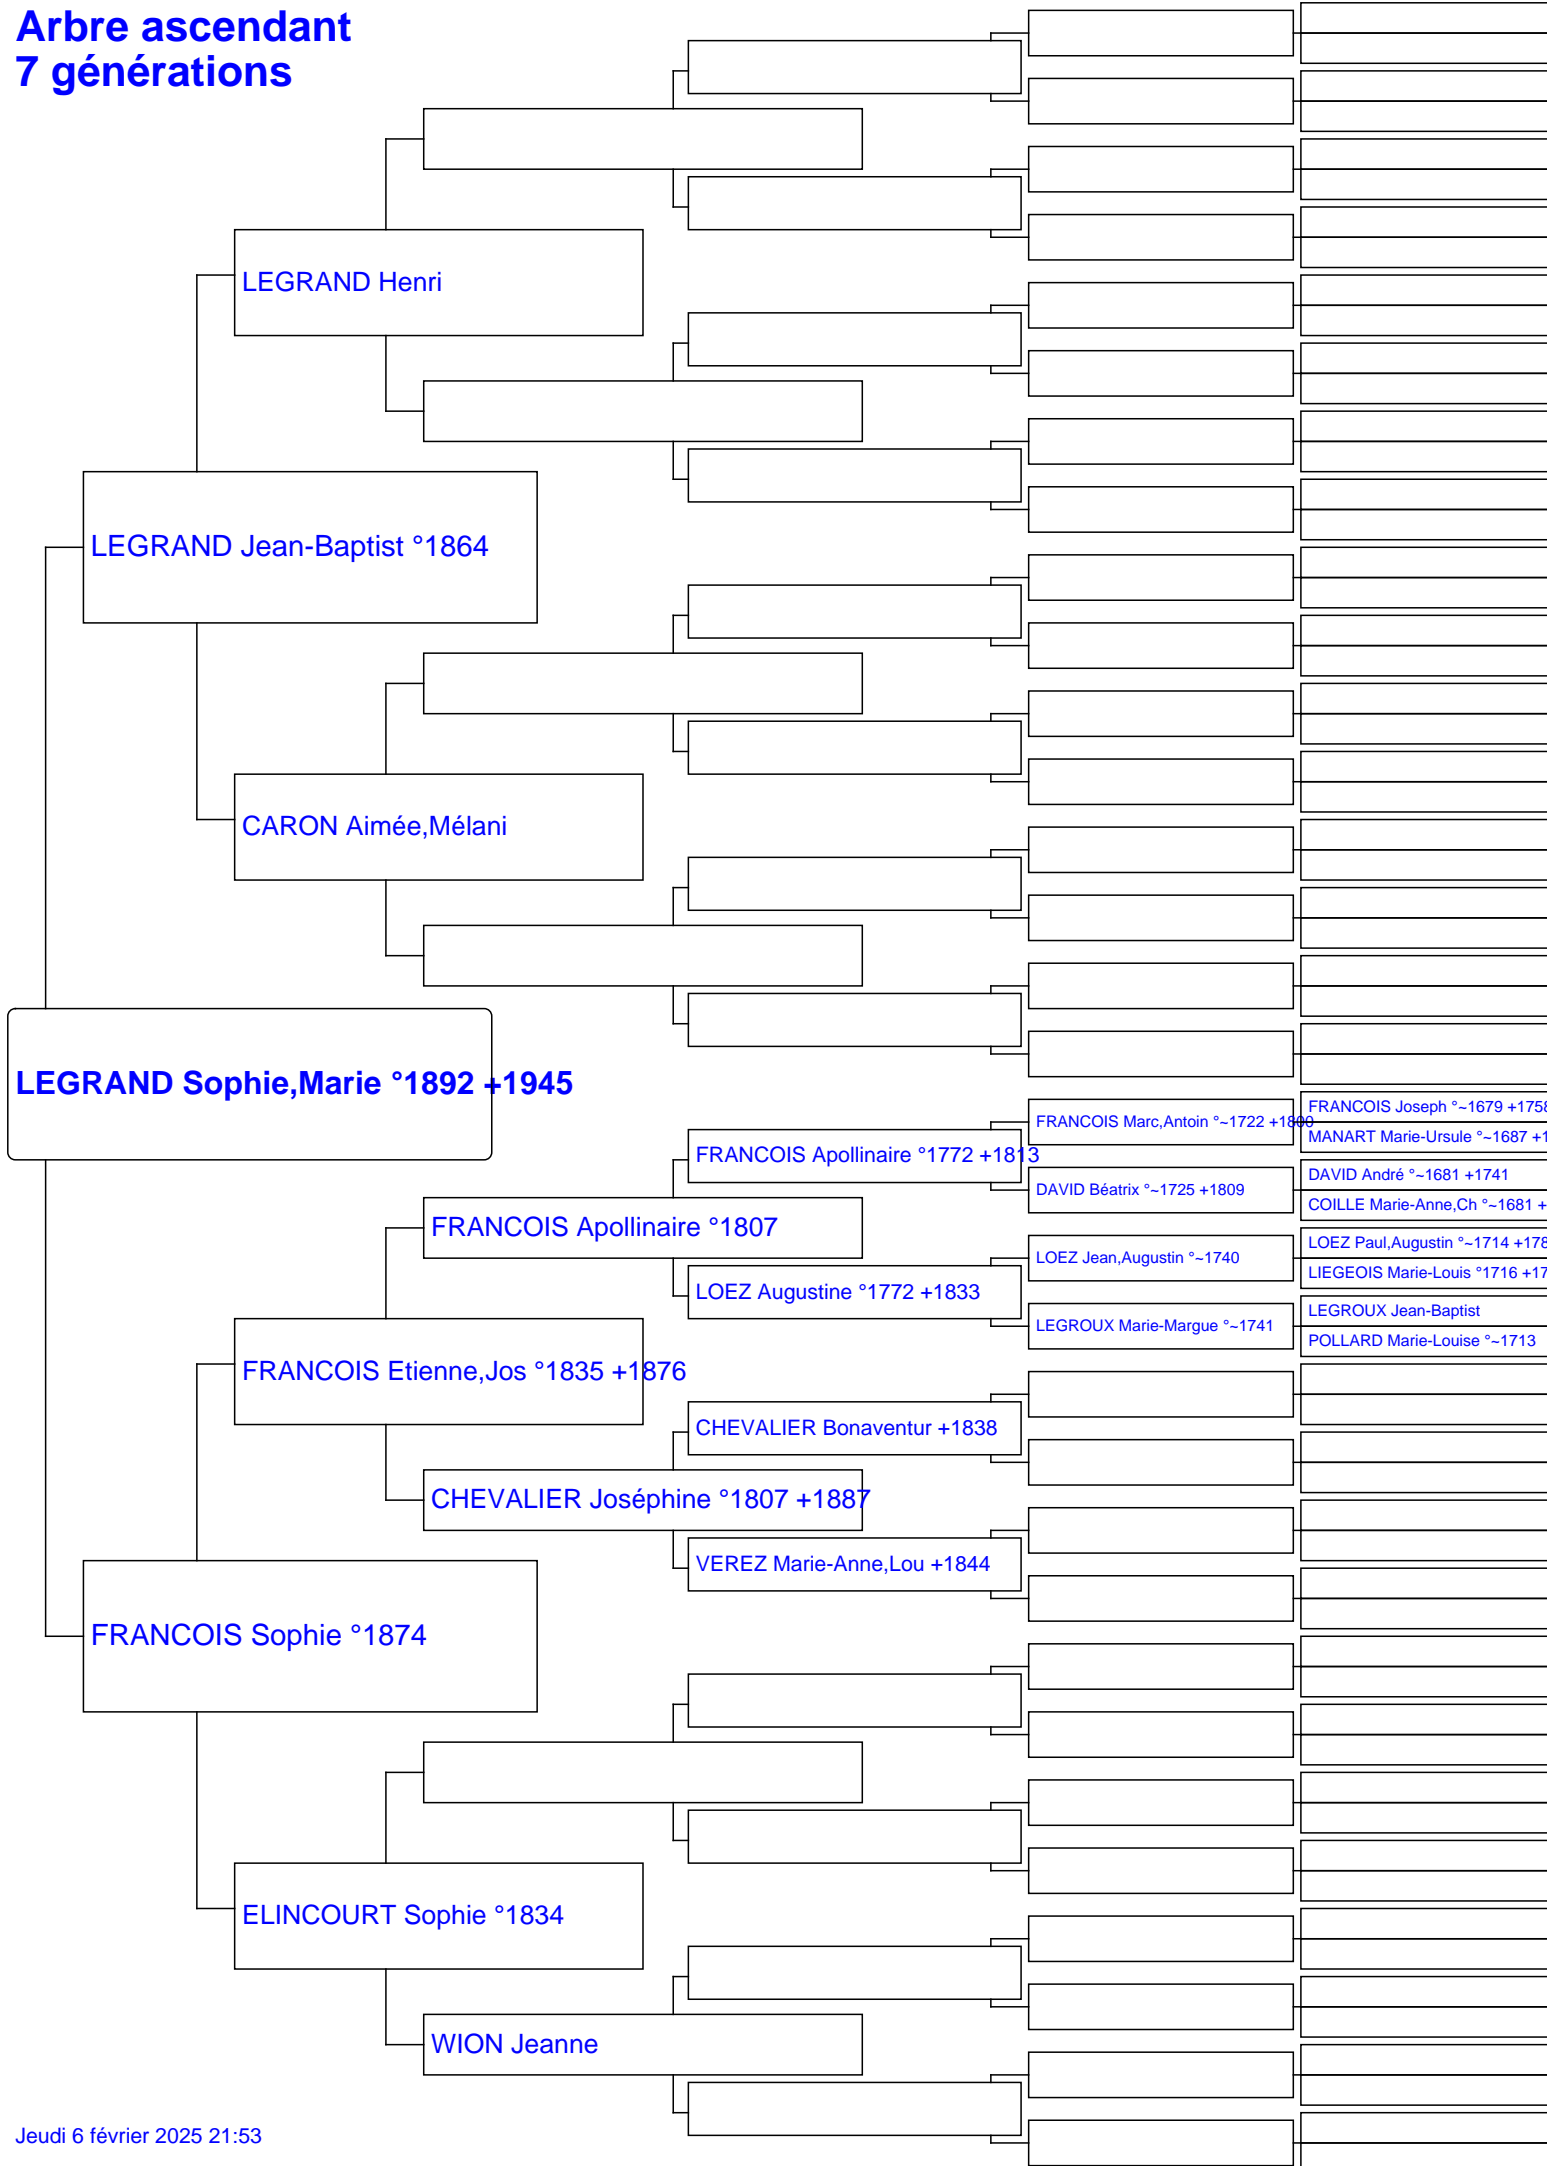 Arbre ascendant
7 générations
LEGRAND Henri
LEGRAND Jean-Baptist °1864
CARON Aimée,Mélani
LEGRAND Sophie,Marie °1892 +1945
FRANCOIS Joseph °~1679 +1758
FRANCOIS Marc,Antoin °~1722 +1800
MANART Marie-Ursule °~1687 +1
FRANCOIS Apollinaire °1772 +1813
DAVID André °~1681 +1741
DAVID Béatrix °~1725 +1809
COILLE Marie-Anne,Ch °~1681 +
FRANCOIS Apollinaire °1807
LOEZ Paul,Augustin °~1714 +178
LOEZ Jean,Augustin °~1740
LIEGEOIS Marie-Louis °1716 +17
LOEZ Augustine °1772 +1833
LEGROUX Jean-Baptist
LEGROUX Marie-Margue °~1741
POLLARD Marie-Louise °~1713
FRANCOIS Etienne,Jos °1835 +1876
CHEVALIER Bonaventur +1838
CHEVALIER Joséphine °1807 +1887
VEREZ Marie-Anne,Lou +1844
FRANCOIS Sophie °1874
ELINCOURT Sophie °1834
WION Jeanne
Jeudi 6 février 2025 21:53